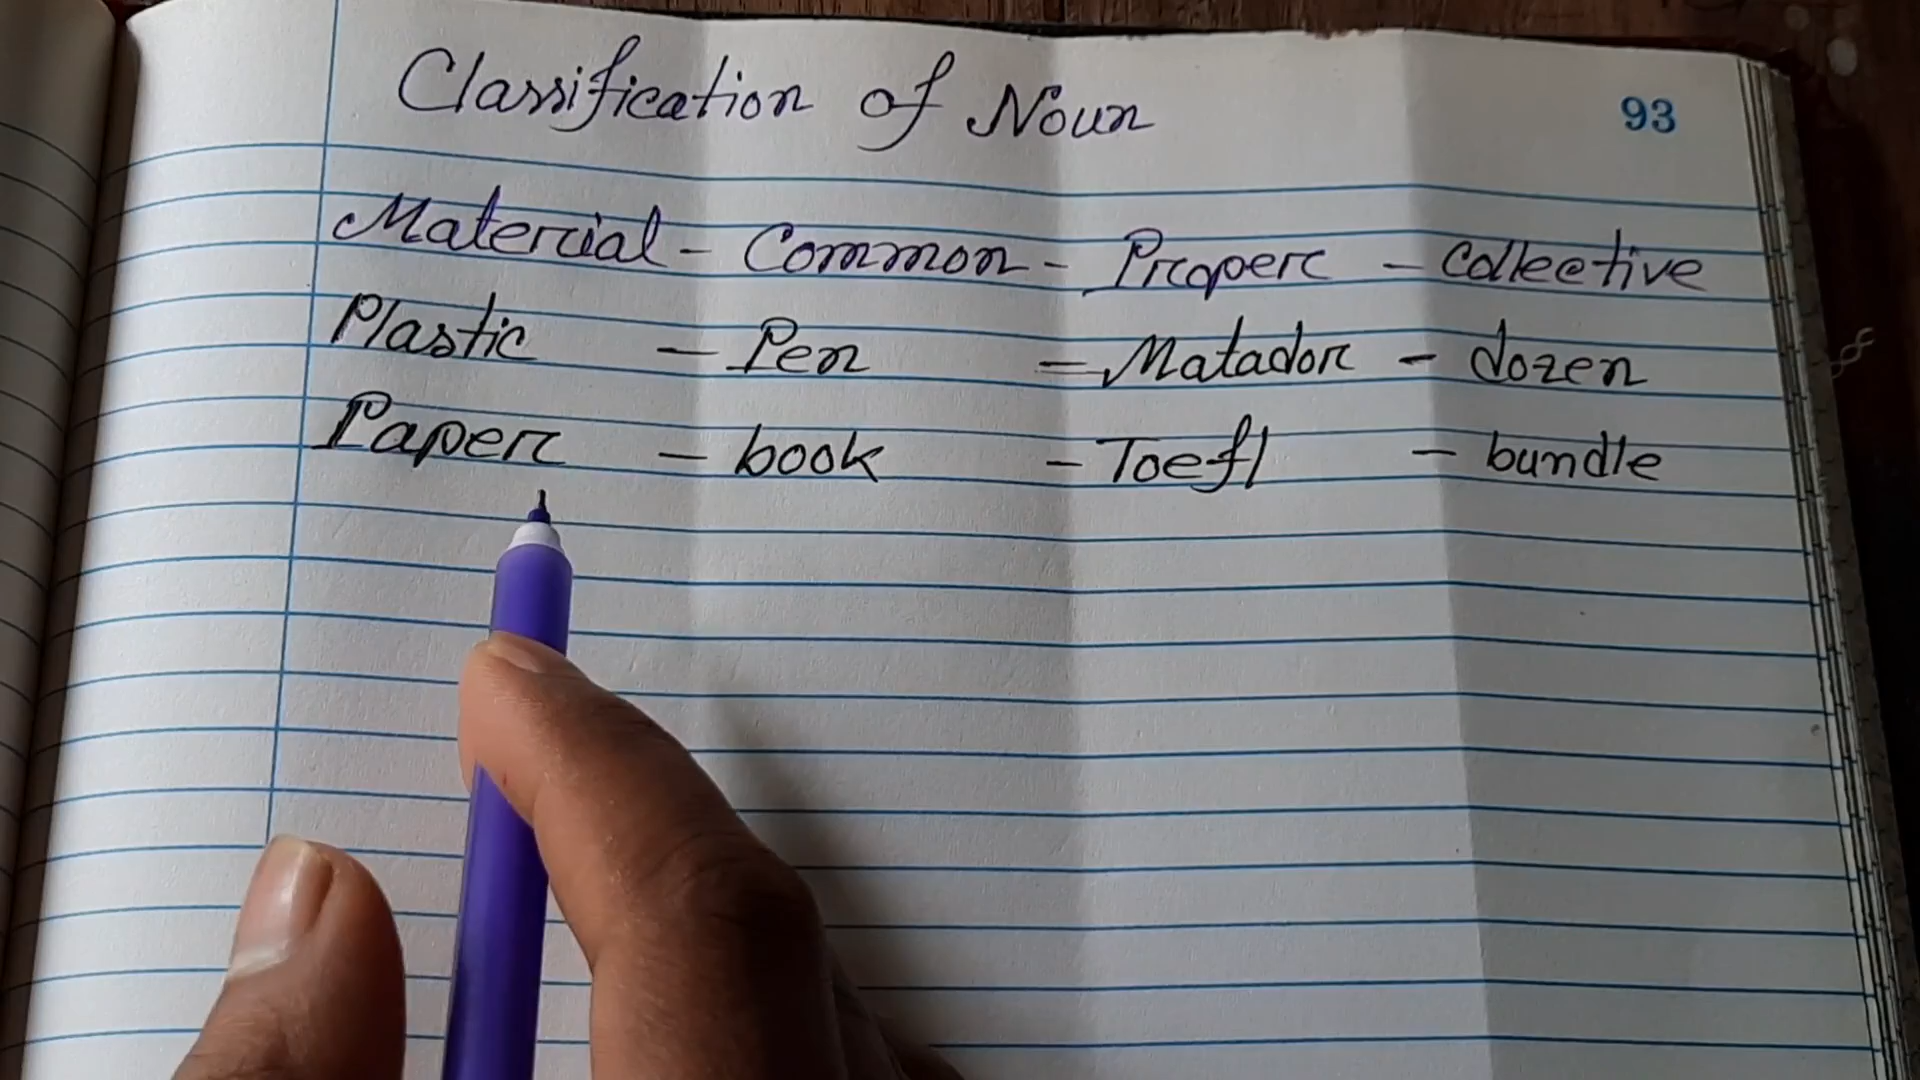 Classification of Noun
93
Material - Common - Proper - Collective
Plastic - Pen = Matador - dozen
Paper - book - Toefl - bundle